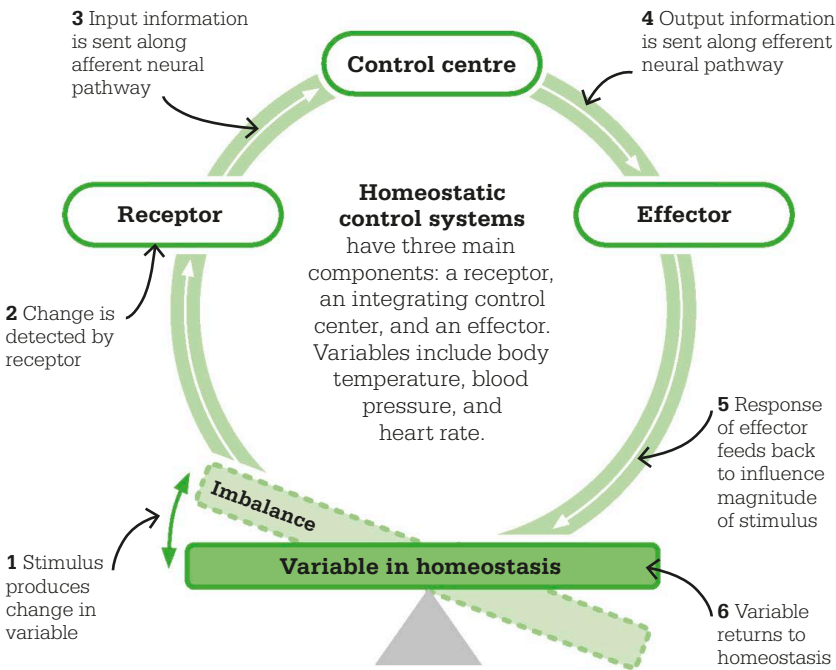 3 Input information
is sent along
afferent neural
pathway
4 Output information
is sent along efferent
neural pathway
Control centre
Receptor
Effector
Homeostatic
control systems
have three main
components: a receptor,
an integrating control
center, and an effector.
Variables include body
temperature, blood
pressure, and
heart rate.
2 Change is
detected by
receptor
5 Response
of effector
feeds back
to influence
magnitude
of stimulus
Imbalance
Variable in homeostasis
1 Stimulus
produces
change in
variable
6 Variable
returns to
homeostasis